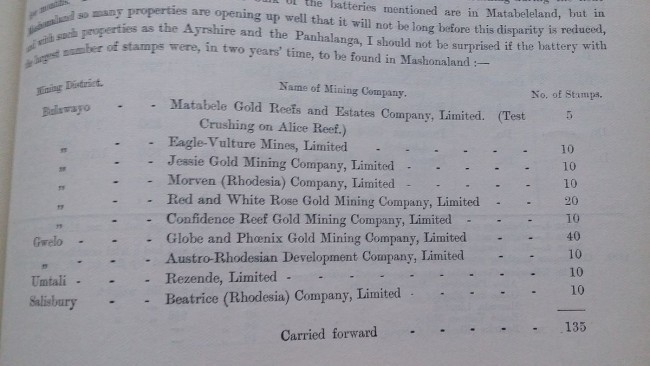 of the batteries mentioned are in Matabeleland, but in
Mashonaland so many properties are opening up well that it will not be long before this disparity is reduced,
and with such properties as the Ayrshire and the Panhalanga, I should not be surprised if the battery with
the largest number of stamps were, in two years' time, to be found in Mashonaland :—
Mining District. Name of Mining Company. No. of Stamps.
Buluwayo - - Matabele Gold Reefs and Estates Company, Limited. (Test 5
Crushing on Alice Reef.)
„ - - Eagle-Vulture Mines, Limited - - - - - 10
„ - - Jessie Gold Mining Company, Limited - - - - 10
„ - - Morven (Rhodesia) Company, Limited - - - - 10
„ - - Red and White Rose Gold Mining Company, Limited - - 20
„ - - Confidence Reef Gold Mining Company, Limited - - - 10
Gwelo - - - Globe and Phœnix Gold Mining Company, Limited - - 40
„ - - Austro-Rhodesian Development Company, Limited - - 10
Umtali - - - Rezende, Limited - - - - - - - 10
Salisbury - - Beatrice (Rhodesia) Company, Limited - - - - 10
Carried forward - - - - - 135